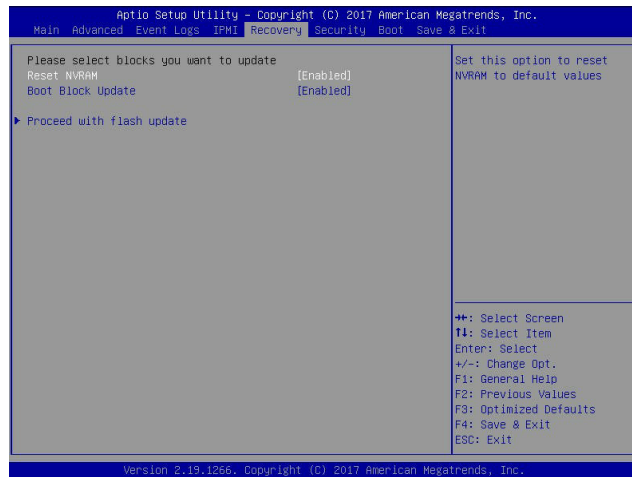 Aptio Setup Utility – Copyright (C) 2017 American Megatrends, Inc.
Main Advanced Event Logs IPMI Recovery Security Boot Save & Exit
Please select blocks you want to update
Reset NVRAM [Enabled]
Boot Block Update [Enabled]
▶ Proceed with flash update
Set this option to reset
NVRAM to default values
→←: Select Screen
↑↓: Select Item
Enter: Select
+/-: Change Opt.
F1: General Help
F2: Previous Values
F3: Optimized Defaults
F4: Save & Exit
ESC: Exit
Version 2.19.1266. Copyright (C) 2017 American Megatrends, Inc.